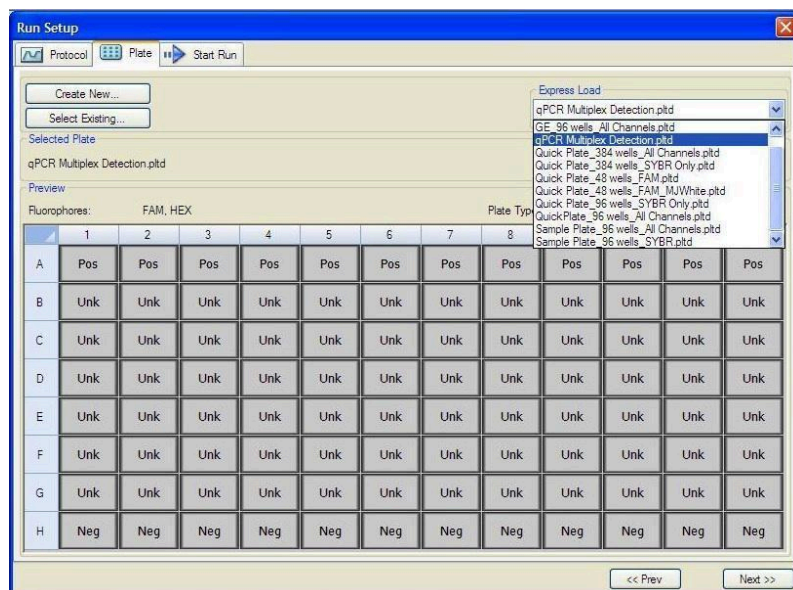 Run Setup
Protocol Plate Start Run
Create New...
Select Existing...
Express Load
qPCR Multiplex Detection.pltd
GE_96 wells_All Channels.pltd
qPCR Multiplex Detection.pltd
Quick Plate_384 wells_All Channels.pltd
Quick Plate_384 wells_SYBR Only.pltd
Quick Plate_48 wells_FAM.pltd
Quick Plate_48 wells_FAM_MJWhite.pltd
Quick Plate_96 wells_SYBR Only.pltd
QuickPlate_96 wells_All Channels.pltd
Sample Plate_96 wells_All Channels.pltd
Sample Plate_96 wells_SYBR.pltd
Selected Plate
qPCR Multiplex Detection.pltd
Preview
Fluorophores: FAM, HEX Plate Typ
1 2 3 4 5 6 7 8
A Pos Pos Pos Pos Pos Pos Pos Pos Pos Pos Pos Pos
B Unk Unk Unk Unk Unk Unk Unk Unk Unk Unk Unk Unk
C Unk Unk Unk Unk Unk Unk Unk Unk Unk Unk Unk Unk
D Unk Unk Unk Unk Unk Unk Unk Unk Unk Unk Unk Unk
E Unk Unk Unk Unk Unk Unk Unk Unk Unk Unk Unk Unk
F Unk Unk Unk Unk Unk Unk Unk Unk Unk Unk Unk Unk
G Unk Unk Unk Unk Unk Unk Unk Unk Unk Unk Unk Unk
H Neg Neg Neg Neg Neg Neg Neg Neg Neg Neg Neg Neg
<< Prev Next >>